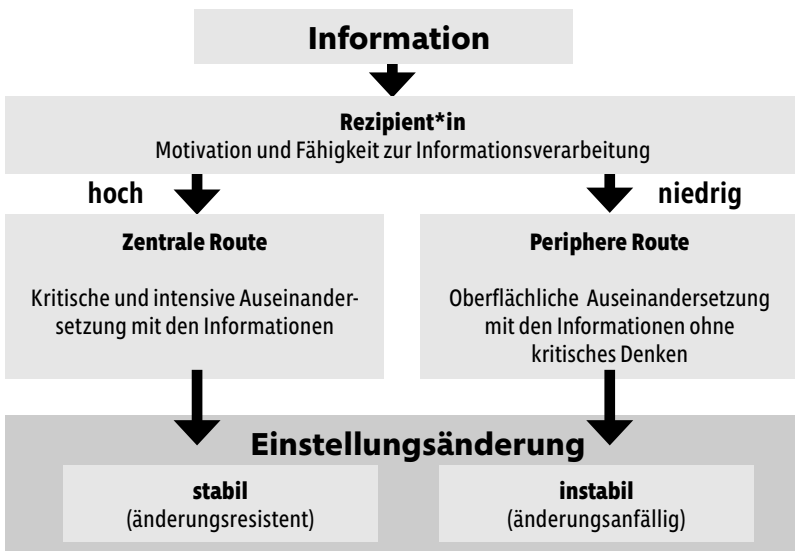 Information
Rezipient*in
Motivation und Fähigkeit zur Informationsverarbeitung
hoch
niedrig
Zentrale Route
Kritische und intensive Auseinander-
setzung mit den Informationen
Periphere Route
Oberflächliche Auseinandersetzung
mit den Informationen ohne
kritisches Denken
Einstellungsänderung
stabil
(änderungsresistent)
instabil
(änderungsanfällig)